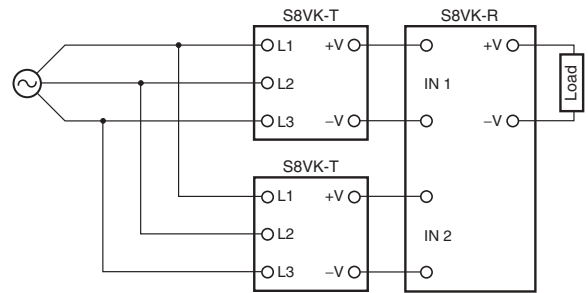 S8VK-T
L1 +V
L2
L3 −V
S8VK-R
+V
IN 1
−V
IN 2
Load
S8VK-T
L1 +V
L2
L3 −V